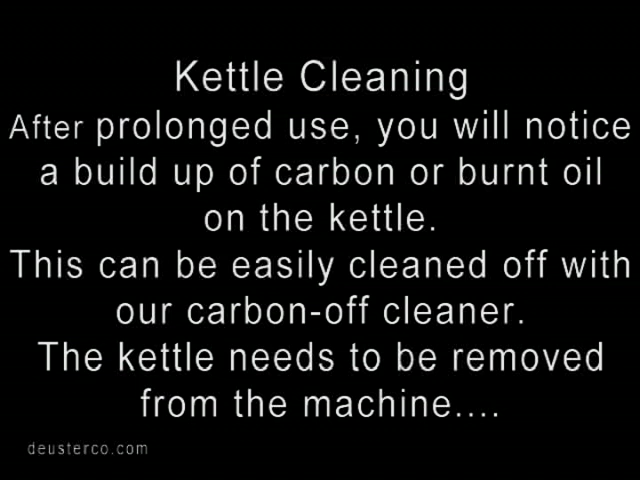 Kettle Cleaning
After prolonged use, you will notice
a build up of carbon or burnt oil
on the kettle.
This can be easily cleaned off with
our carbon-off cleaner.
The kettle needs to be removed
from the machine....
deusterco.com